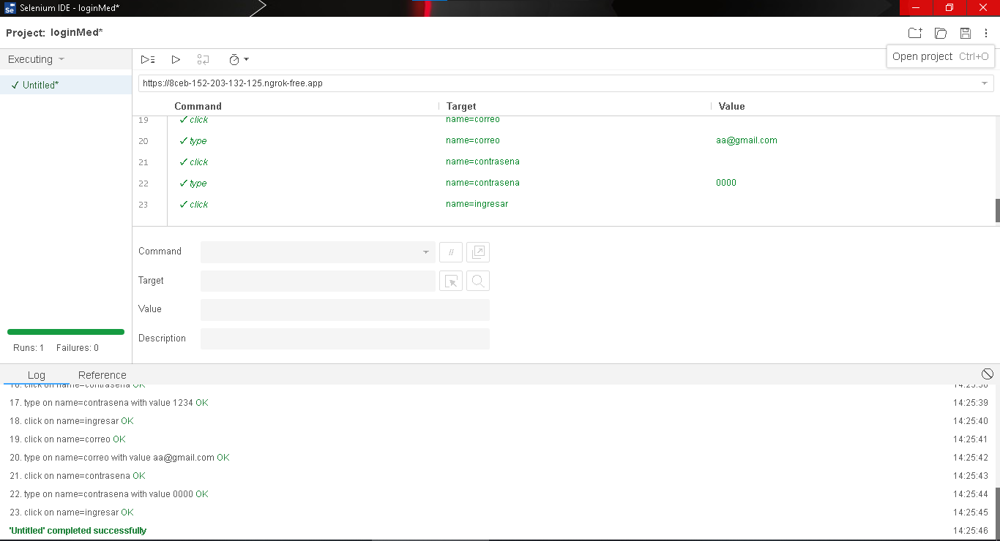 Selenium IDE - loginMed*
Project: loginMed*
Executing
Open project Ctrl+O
✓ Untitled*
https://8ceb-152-203-132-125.ngrok-free.app
Command Target Value
19 ✓ click name=correo
20 ✓ type name=correo aa@gmail.com
21 ✓ click name=contrasena
22 ✓ type name=contrasena 0000
23 ✓ click name=ingresar
Command //
Target
Value
Description
Runs: 1 Failures: 0
Log Reference
16. click on name=contrasena OK 14:25:38
17. type on name=contrasena with value 1234 OK 14:25:39
18. click on name=ingresar OK 14:25:40
19. click on name=correo OK 14:25:41
20. type on name=correo with value aa@gmail.com OK 14:25:42
21. click on name=contrasena OK 14:25:43
22. type on name=contrasena with value 0000 OK 14:25:44
23. click on name=ingresar OK 14:25:45
'Untitled' completed successfully 14:25:46